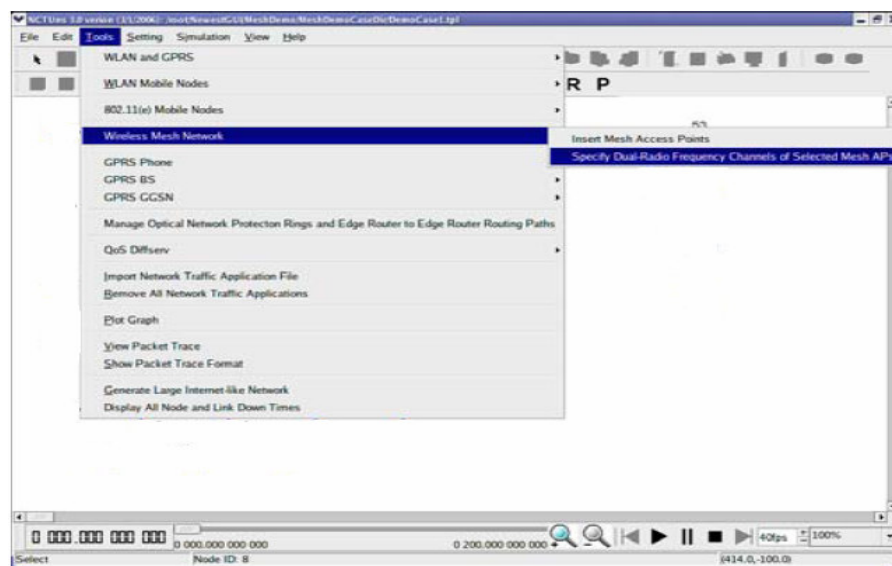 NCTUns 3.0 verion (3/1/2006): /root/NewestGUI/MeshDemo/MeshDemoCaseDir/DemoCase1.tpl
File Edit Tools Setting Simulation View Help
WLAN and GPRS
WLAN Mobile Nodes
R P
802.11(e) Mobile Nodes
53
Wireless Mesh Network
Insert Mesh Access Points
Specify Dual-Radio Frequency Channels of Selected Mesh APs
GPRS Phone
GPRS BS
GPRS GGSN
Manage Optical Network Protecton Rings and Edge Router to Edge Router Routing Paths
QoS Diffserv
Import Network Traffic Application File
Remove All Network Traffic Applications
Plot Graph
View Packet Trace
Show Packet Trace Format
Generate Large Internet-like Network
Display All Node and Link Down Times
0 000.000 000 000
0 000.000 000 000
0 200.000 000 000
40fps
100%
Select
Node ID: 8
(414.0,-100.0)